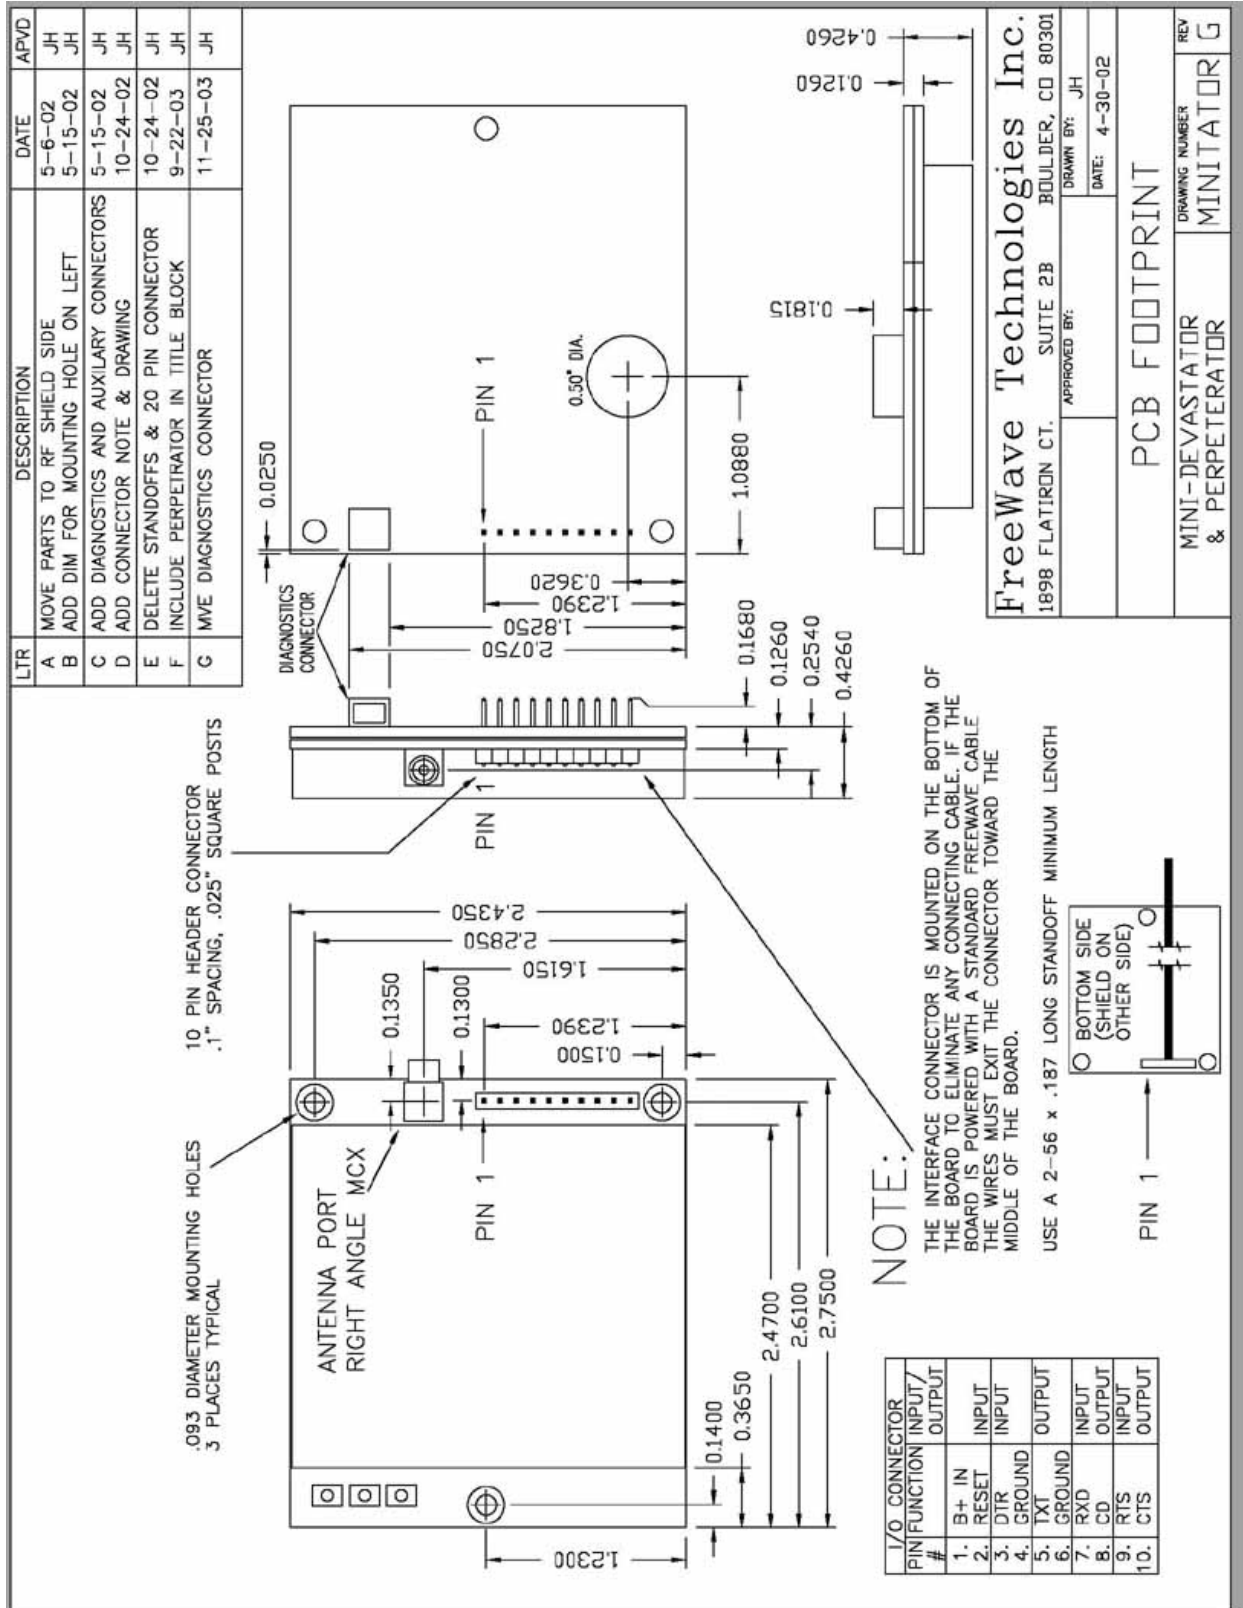 LTR DESCRIPTION DATE APVD
A MOVE PARTS TO RF SHIELD SIDE 5-6-02 JH
B ADD DIM FOR MOUNTING HOLE ON LEFT 5-15-02 JH
C ADD DIAGNOSTICS AND AUXILARY CONNECTORS 5-15-02 JH
D ADD CONNECTOR NOTE & DRAWING 10-24-02 JH
E DELETE STANDOFFS & 20 PIN CONNECTOR 10-24-02 JH
F INCLUDE PERPETRATOR IN TITLE BLOCK 9-22-03 JH
G MVE DIAGNOSTICS CONNECTOR 11-25-03 JH
.093 DIAMETER MOUNTING HOLES
3 PLACES TYPICAL
10 PIN HEADER CONNECTOR
.1" SPACING, .025" SQUARE POSTS
ANTENNA PORT
RIGHT ANGLE MCX
PIN 1
1.2300
0.1400
0.3650
2.4700
2.6100
2.7500
0.1350
0.1300
2.4350
2.2850
1.6150
1.2390
0.1500
PIN 1
DIAGNOSTICS
CONNECTOR
0.1680
0.1260
0.2540
0.4260
0.0250
2.0750
1.8250
1.2390
0.3620
PIN 1
0.50" DIA.
1.0880
0.1815
0.1260
0.4260
NOTE:
THE INTERFACE CONNECTOR IS MOUNTED ON THE BOTTOM OF
THE BOARD TO ELIMINATE ANY CONNECTING CABLE. IF THE
BOARD IS POWERED WITH A STANDARD FREEWAVE CABLE
THE WIRES MUST EXIT THE CONNECTOR TOWARD THE
MIDDLE OF THE BOARD.
USE A 2-56 x .187 LONG STANDOFF MINIMUM LENGTH
PIN 1
BOTTOM SIDE
(SHIELD ON
OTHER SIDE)
I/O CONNECTOR
PIN # FUNCTION INPUT/OUTPUT
1. B+ IN
2. RESET INPUT
3. DTR INPUT
4. GROUND
5. TXT OUTPUT
6. GROUND
7. RXD INPUT
8. CD OUTPUT
9. RTS INPUT
10. CTS OUTPUT
FreeWave Technologies Inc.
1898 FLATIRON CT. SUITE 2B BOULDER, CO 80301
APPROVED BY:
DRAWN BY: JH
DATE: 4-30-02
PCB FOOTPRINT
MINI-DEVASTATOR
& PERPETERATOR
DRAWING NUMBER
MINITATOR
REV
G